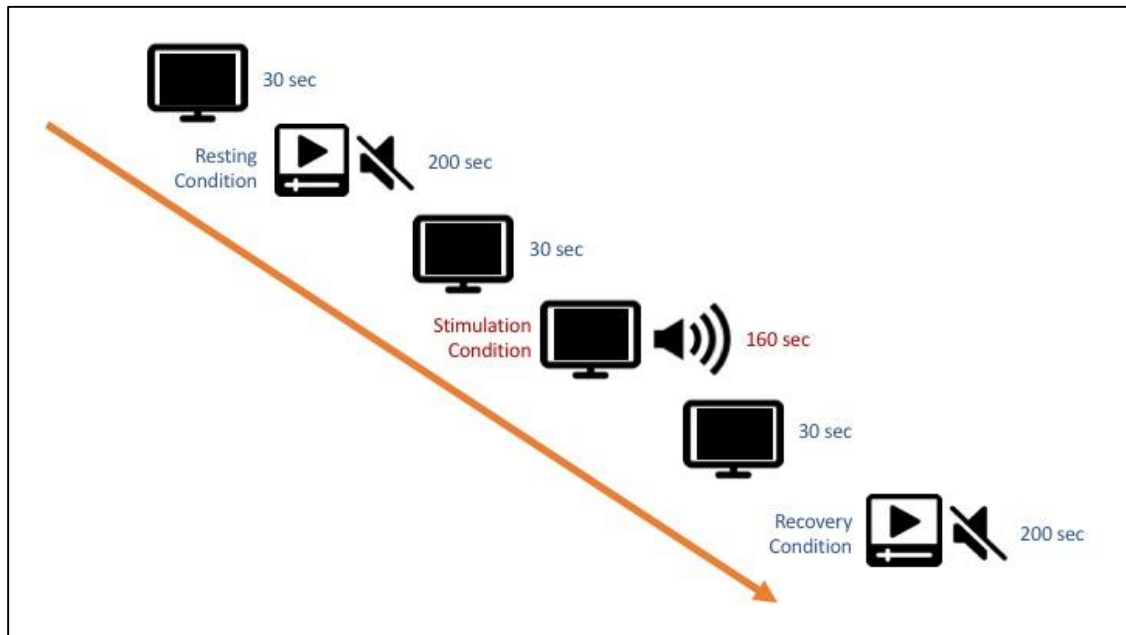 30 sec
Resting
Condition
200 sec
30 sec
Stimulation
Condition
160 sec
30 sec
Recovery
Condition
200 sec